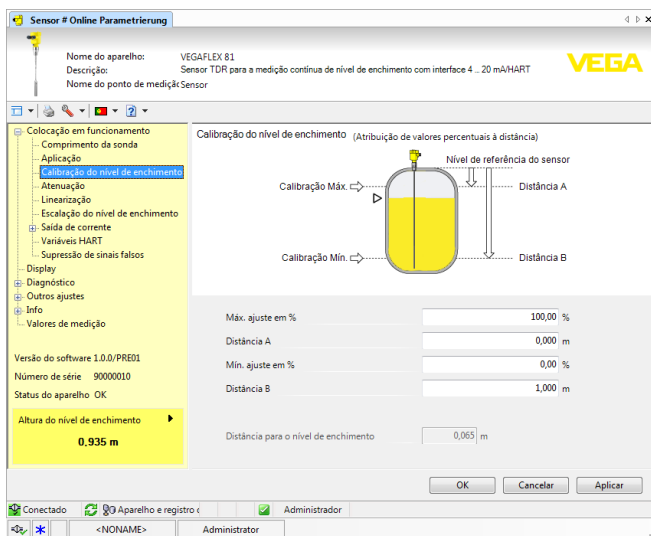 Sensor # Online Parametrierung
Nome do aparelho: VEGAFLEX 81
Descrição: Sensor TDR para a medição contínua de nível de enchimento com interface 4 .. 20 mA/HART
Nome do ponto de mediçãc Sensor
VEGA
Colocação em funcionamento
Comprimento da sonda
Aplicação
Calibração do nível de enchimento
Atenuação
Linearização
Escalação do nível de enchimento
Saída de corrente
Variáveis HART
Supressão de sinais falsos
Display
Diagnóstico
Outros ajustes
Info
Valores de medição
Versão do software 1.0.0/PRE01
Número de série 90000010
Status do aparelho OK
Altura do nível de enchimento
0,935 m
Calibração do nível de enchimento (Atribuição de valores percentuais à distância)
Nível de referência do sensor
Calibração Máx.
Distância A
Calibração Mín.
Distância B
Máx. ajuste em % 100,00 %
Distância A 0,000 m
Mín. ajuste em % 0,00 %
Distância B 1,000 m
Distância para o nível de enchimento 0,065 m
OK Cancelar Aplicar
Conectado Aparelho e registro Administrador
<NONAME> Administrator